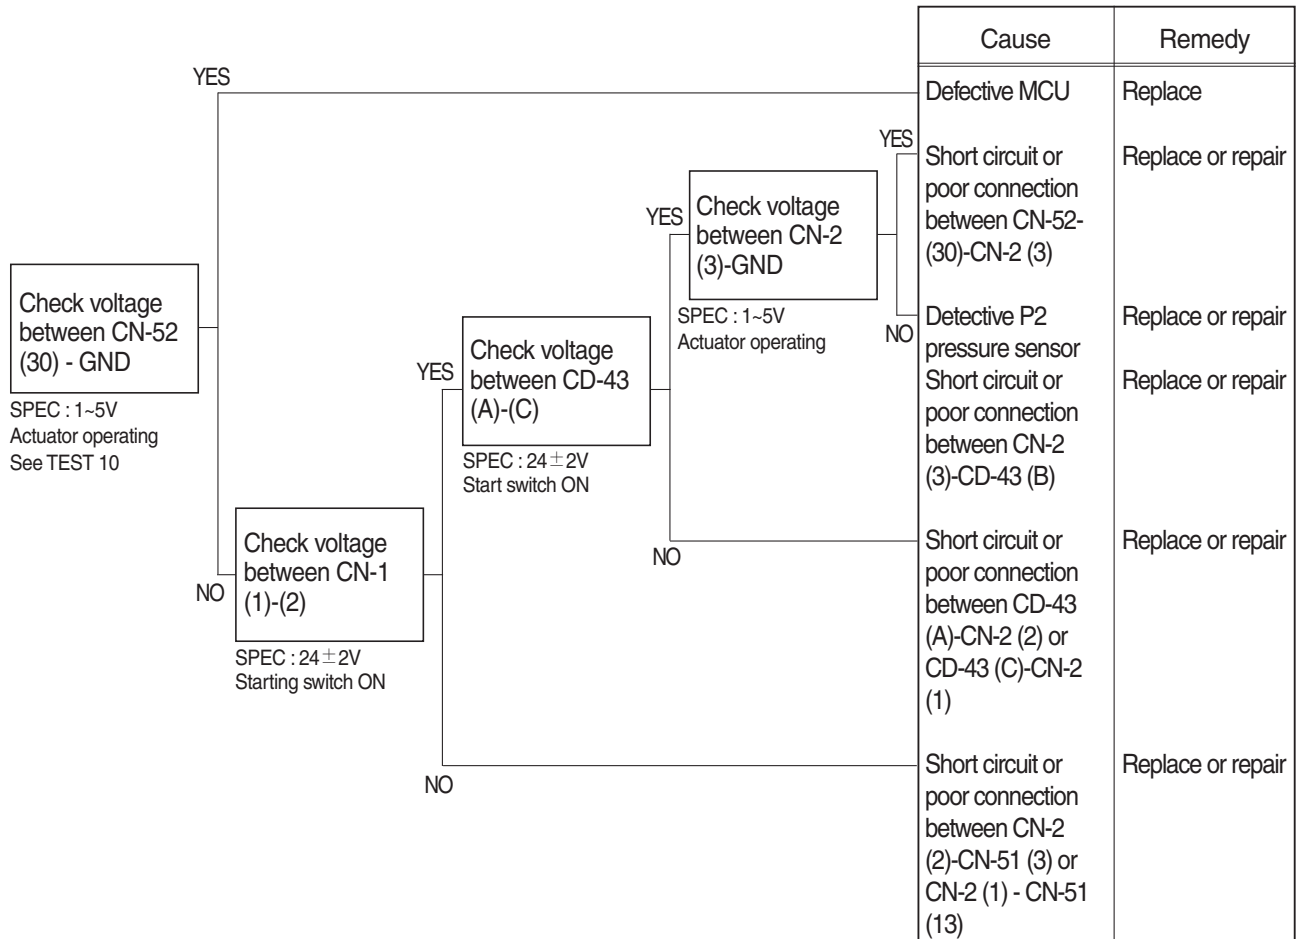 Cause
Remedy
YES
Defective MCU
Replace
YES
Short circuit or
poor connection
between CN-52-
(30)-CN-2 (3)
Replace or repair
YES
Check voltage
between CN-2
(3)-GND
SPEC : 1~5V
Actuator operating
NO
Detective P2
pressure sensor
Replace or repair
Short circuit or
poor connection
between CN-2
(3)-CD-43 (B)
Replace or repair
Check voltage
between CN-52
(30) - GND
SPEC : 1~5V
Actuator operating
See TEST 10
YES
Check voltage
between CD-43
(A)-(C)
SPEC : 24±2V
Start switch ON
NO
Short circuit or
poor connection
between CD-43
(A)-CN-2 (2) or
CD-43 (C)-CN-2
(1)
Replace or repair
NO
Check voltage
between CN-1
(1)-(2)
SPEC : 24±2V
Starting switch ON
NO
Short circuit or
poor connection
between CN-2
(2)-CN-51 (3) or
CN-2 (1) - CN-51
(13)
Replace or repair